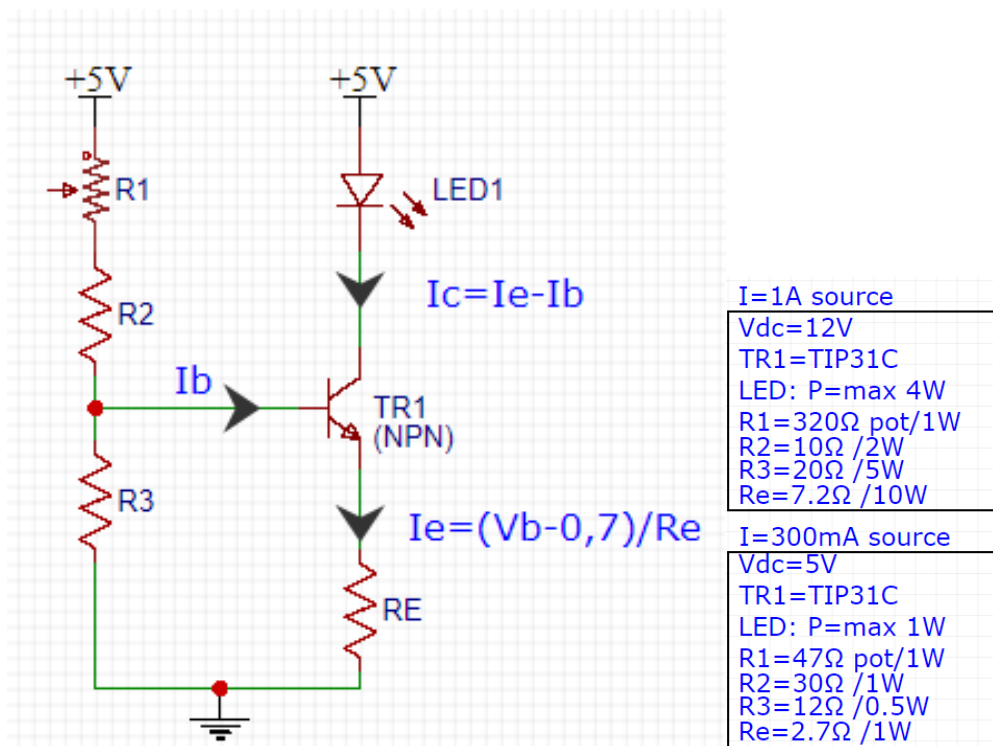 +5V
+5V
R1
LED1
R2
Ic=Ie-Ib
Ib
TR1
(NPN)
R3
Ie=(Vb-0,7)/Re
RE
I=1A source
Vdc=12V
TR1=TIP31C
LED: P=max 4W
R1=320Ω pot/1W
R2=10Ω /2W
R3=20Ω /5W
Re=7.2Ω /10W
I=300mA source
Vdc=5V
TR1=TIP31C
LED: P=max 1W
R1=47Ω pot/1W
R2=30Ω /1W
R3=12Ω /0.5W
Re=2.7Ω /1W